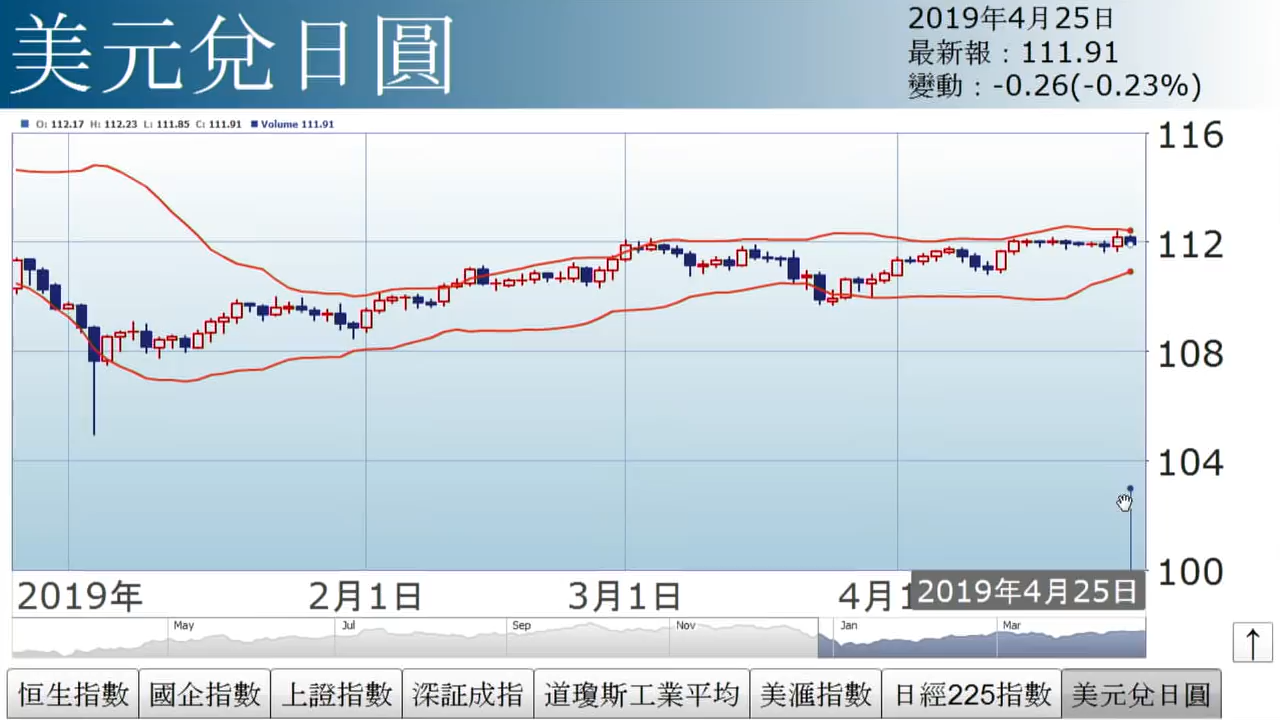 美元兌日圓
2019年4月25日
最新報：111.91
變動：-0.26(-0.23%)
O: 112.17 H: 112.23 L: 111.85 C: 111.91 Volume 111.91
116
112
108
104
100
2019年 2月1日 3月1日 4月1 2019年4月25日
May Jul Sep Nov Jan Mar
↑
恒生指數 國企指數 上證指數 深証成指 道瓊斯工業平均 美滙指數 日經225指數 美元兌日圓